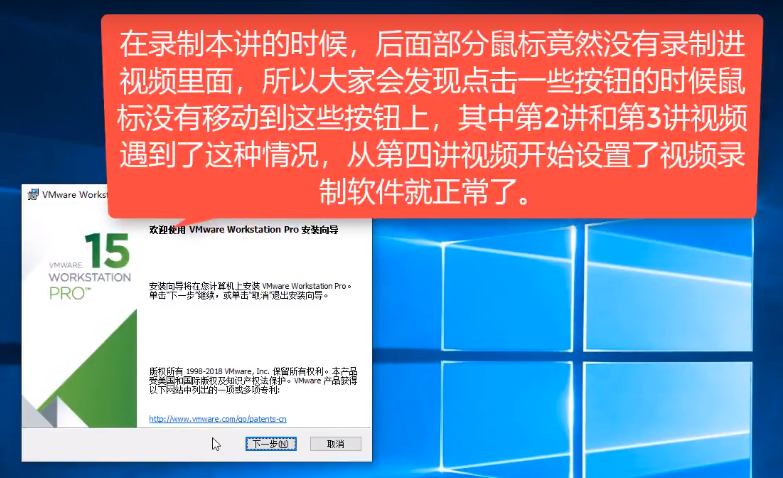 在录制本讲的时候，后面部分鼠标竟然没有录制进
视频里面，所以大家会发现点击一些按钮的时候鼠
标没有移动到这些按钮上，其中第2讲和第3讲视频
遇到了这种情况，从第四讲视频开始设置了视频录
制软件就正常了。
VMware Workst
欢迎使用 VMware Workstation Pro 安装向导
VMWARE 15
WORKSTATION
PRO™
安装向导将在您计算机上安装 VMware Workstation Pro。
单击“下一步”继续，或单击“取消”退出安装向导。
版权所有 1998-2018 VMware, Inc. 保留所有权利。本产品
受美国和国际版权及知识产权法保护。VMware 产品获得
以下网站中列出的一项或多项专利:
http://www.vmware.com/go/patents-cn
下一步(N)
取消